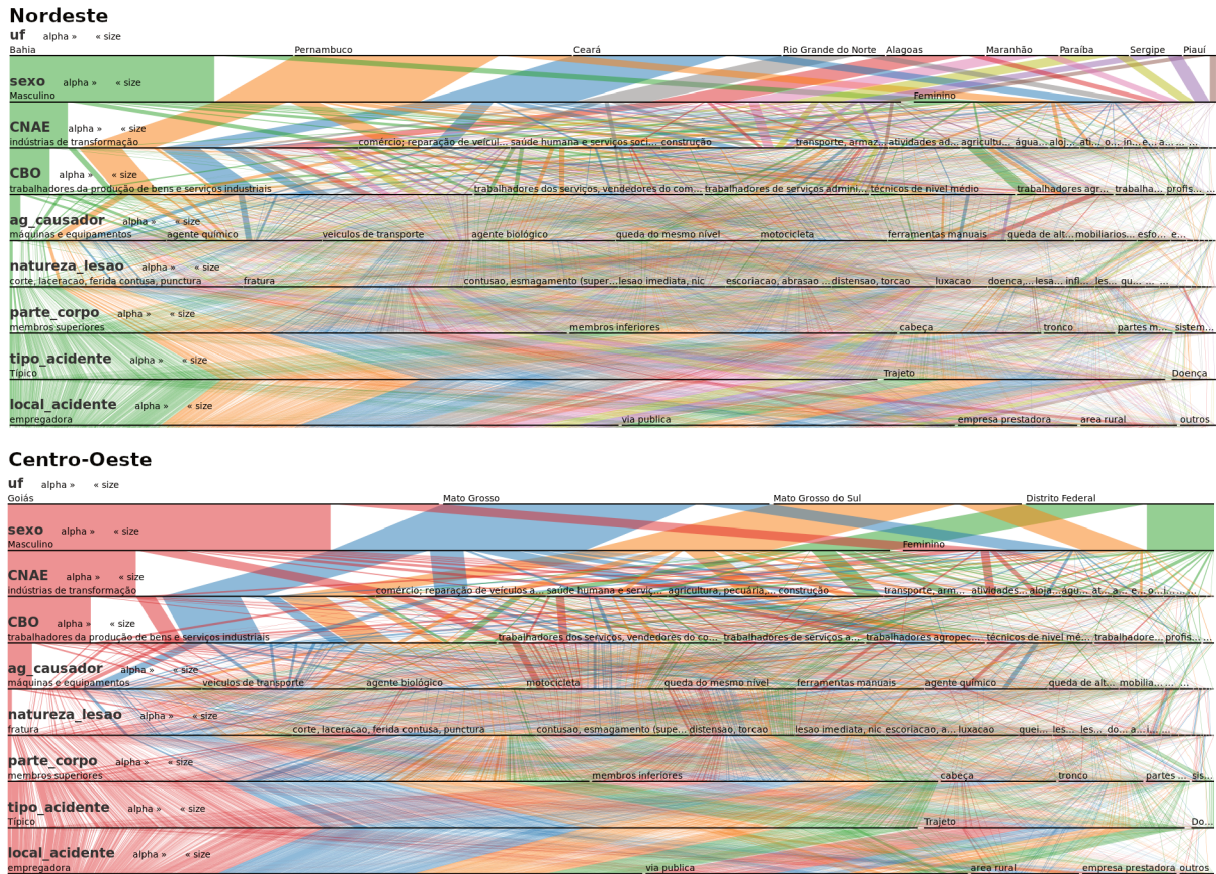 Nordeste
uf alpha » « size
Bahia Pernambuco Ceará Rio Grande do Norte Alagoas Maranhão Paraíba Sergipe Piauí
sexo alpha » « size
Masculino Feminino
CNAE alpha » « size
indústrias de transformação comércio; reparação de veícul... saúde humana e serviços soci... construção transporte, armaz... atividades ad... agricultu... água... aloj... ati... o... in... e... a... ... ...
CBO alpha » « size
trabalhadores da produção de bens e serviços industriais trabalhadores dos serviços, vendedores do com... trabalhadores de serviços admini... técnicos de nivel médio trabalhadores agr... trabalha... profis... ...
ag_causador alpha » « size
máquinas e equipamentos agente químico veiculos de transporte agente biológico queda do mesmo nível motocicleta ferramentas manuais queda de alt... mobiliarios... esfo... e...
natureza_lesao alpha » « size
corte, laceracao, ferida contusa, punctura fratura contusao, esmagamento (super... lesao imediata, nic escoriacao, abrasao ... distensao, torcao luxacao doenca,... lesa... infl... les... qu... ... ...
parte_corpo alpha » « size
membros superiores membros inferiores cabeça tronco partes m... sistem...
tipo_acidente alpha » « size
Típico Trajeto Doença
local_acidente alpha » « size
empregadora via publica empresa prestadora area rural outros
Centro-Oeste
uf alpha » « size
Goiás Mato Grosso Mato Grosso do Sul Distrito Federal
sexo alpha » « size
Masculino Feminino
CNAE alpha » « size
indústrias de transformação comércio; reparação de veículos a... saúde humana e serviç... agricultura, pecuária,... construção transporte, arm... atividades... aloja... águ... at... a... e... o... i... ... ...
CBO alpha » « size
trabalhadores da produção de bens e serviços industriais trabalhadores dos serviços, vendedores do co... trabalhadores de serviços a... trabalhadores agropec... técnicos de nivel mé... trabalhadore... profis... ...
ag_causador alpha » « size
máquinas e equipamentos veiculos de transporte agente biológico motocicleta queda do mesmo nível ferramentas manuais agente químico queda de alt... mobilia... ... ...
natureza_lesao alpha » « size
fratura corte, laceracao, ferida contusa, punctura contusao, esmagamento (supe... distensao, torcao lesao imediata, nic escoriacao, a... luxacao quei... les... les... do... a... l... ... ...
parte_corpo alpha » « size
membros superiores membros inferiores cabeça tronco partes ... sis...
tipo_acidente alpha » « size
Típico Trajeto Do...
local_acidente alpha » « size
empregadora via publica area rural empresa prestadora outros